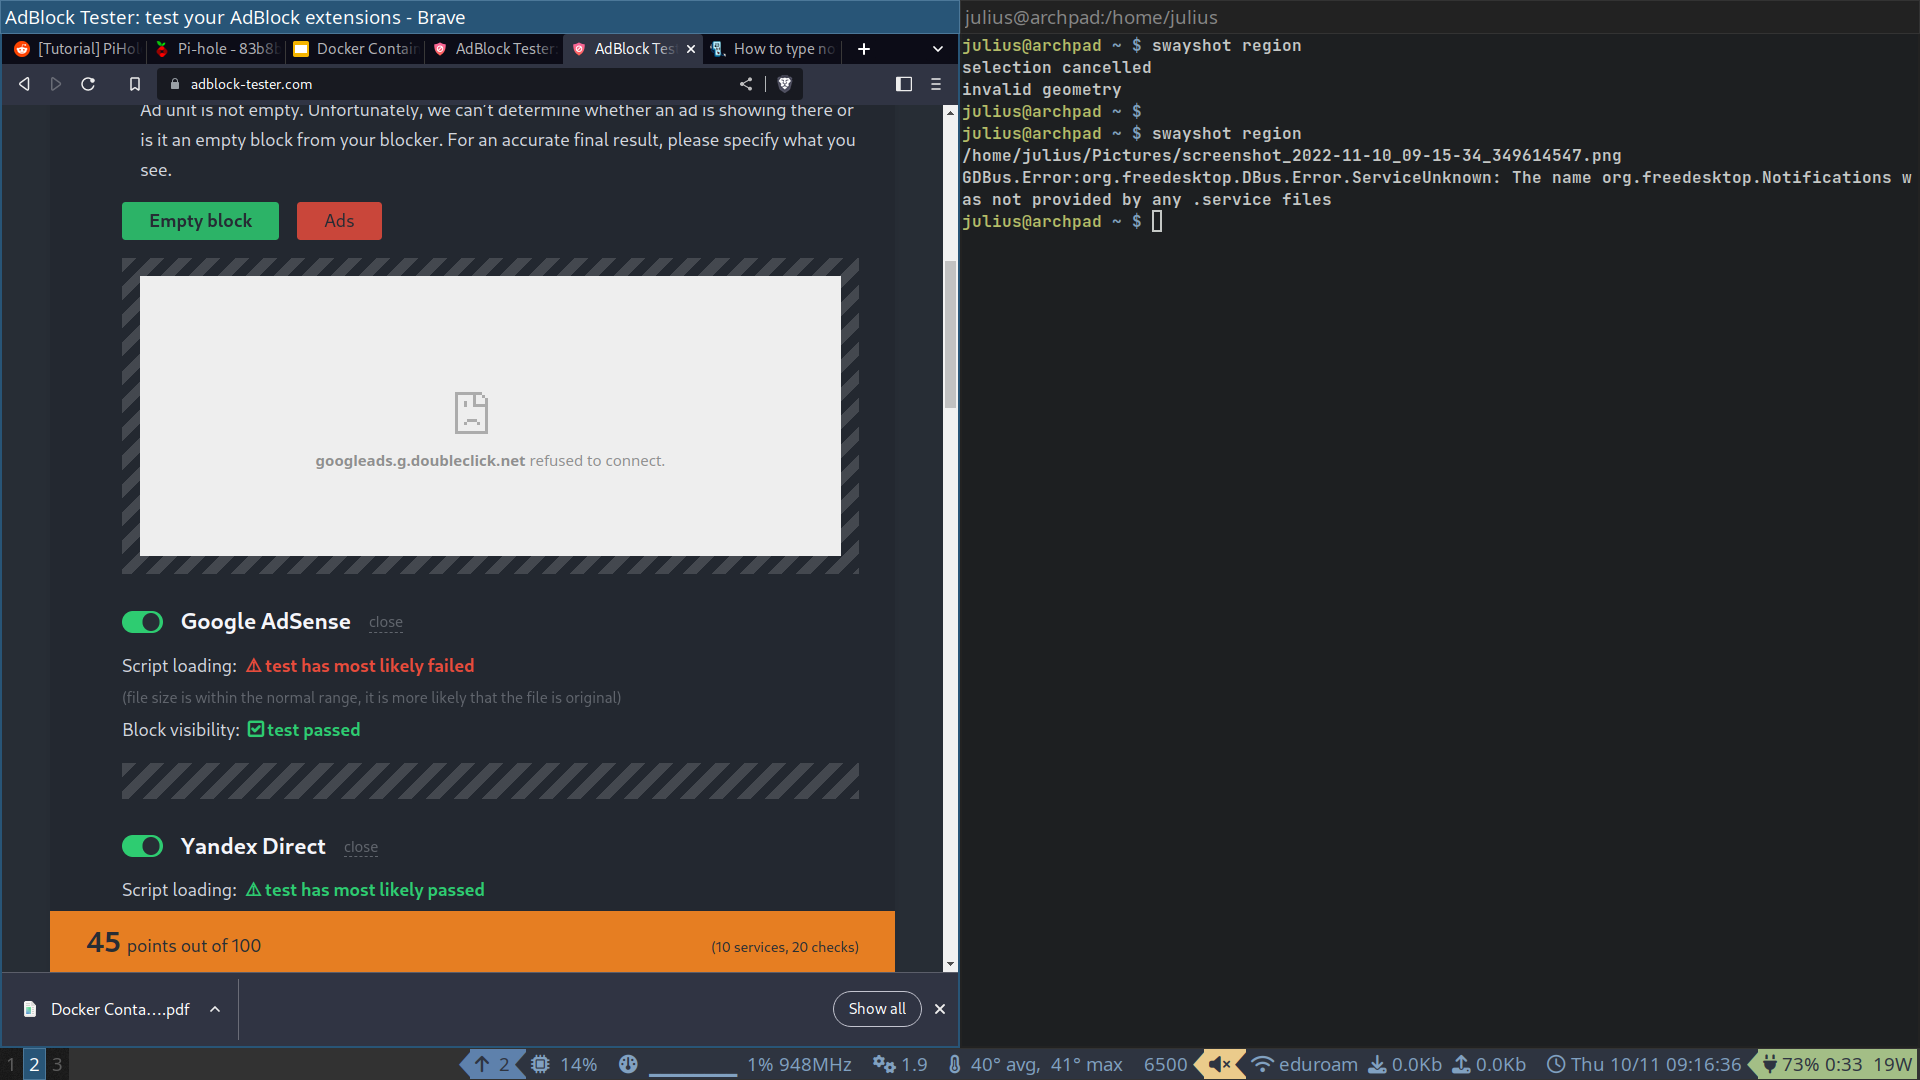 AdBlock Tester: test your AdBlock extensions - Brave
[Tutorial] PiHol
Pi-hole - 83b8b
Docker Contain
AdBlock Tester:
AdBlock Tes
How to type no
adblock-tester.com
Ad unit is not empty. Unfortunately, we can't determine whether an ad is showing there or
is it an empty block from your blocker. For an accurate final result, please specify what you
see.
Empty block
Ads
googleads.g.doubleclick.net refused to connect.
Google AdSense close
Script loading: test has most likely failed
(file size is within the normal range, it is more likely that the file is original)
Block visibility: test passed
Yandex Direct close
Script loading: test has most likely passed
45 points out of 100
(10 services, 20 checks)
Docker Conta....pdf
Show all
julius@archpad:/home/julius
julius@archpad ~ $ swayshot region
selection cancelled
invalid geometry
julius@archpad ~ $
julius@archpad ~ $ swayshot region
/home/julius/Pictures/screenshot_2022-11-10_09-15-34_349614547.png
GDBus.Error:org.freedesktop.DBus.Error.ServiceUnknown: The name org.freedesktop.Notifications w
as not provided by any .service files
julius@archpad ~ $
1 2 3
2 14% 1% 948MHz 1.9 40° avg, 41° max 6500 eduroam 0.0Kb 0.0Kb Thu 10/11 09:16:36 73% 0:33 19W